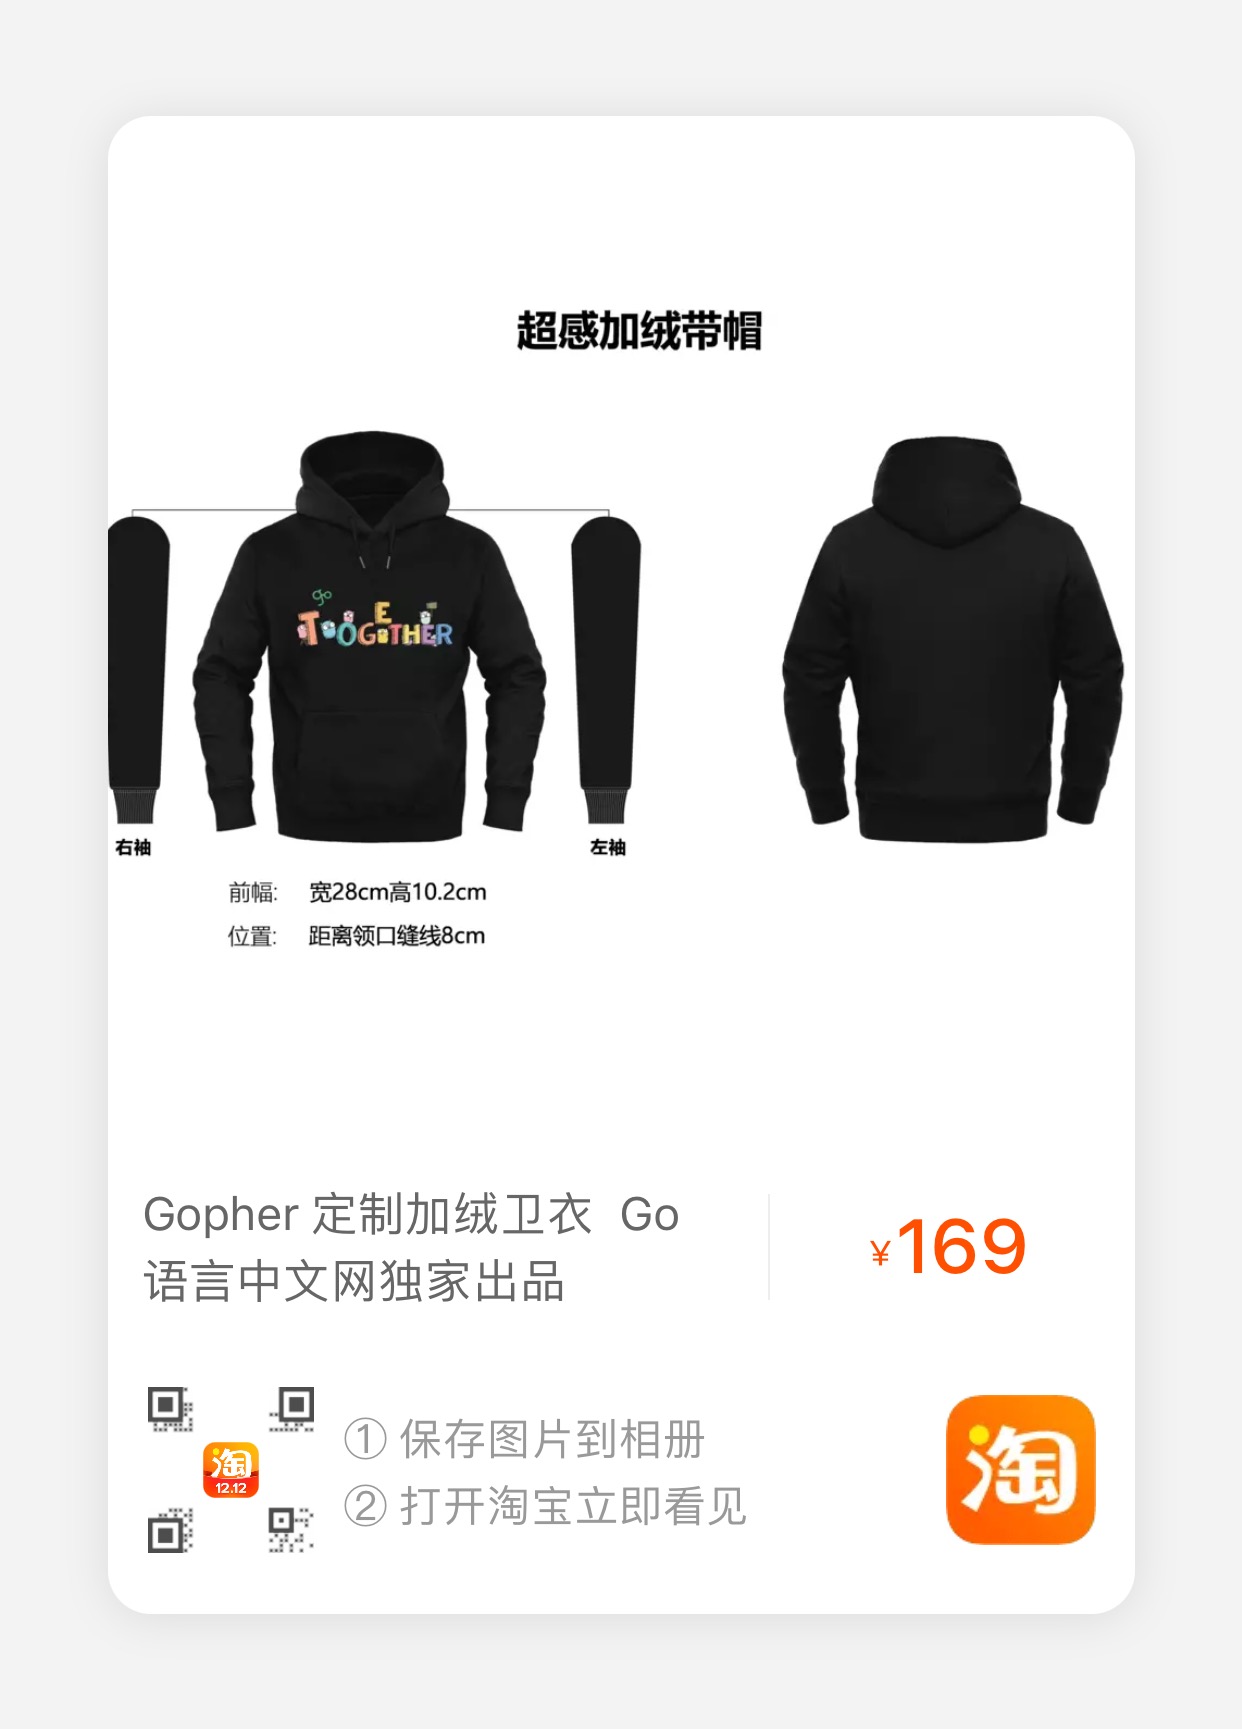 超感加绒带帽
go
TOGETHER
右袖
左袖
前幅: 宽28cm高10.2cm
位置: 距离领口缝线8cm
Gopher 定制加绒卫衣 Go
语言中文网独家出品
¥169
淘
12.12
① 保存图片到相册
② 打开淘宝立即看见
淘